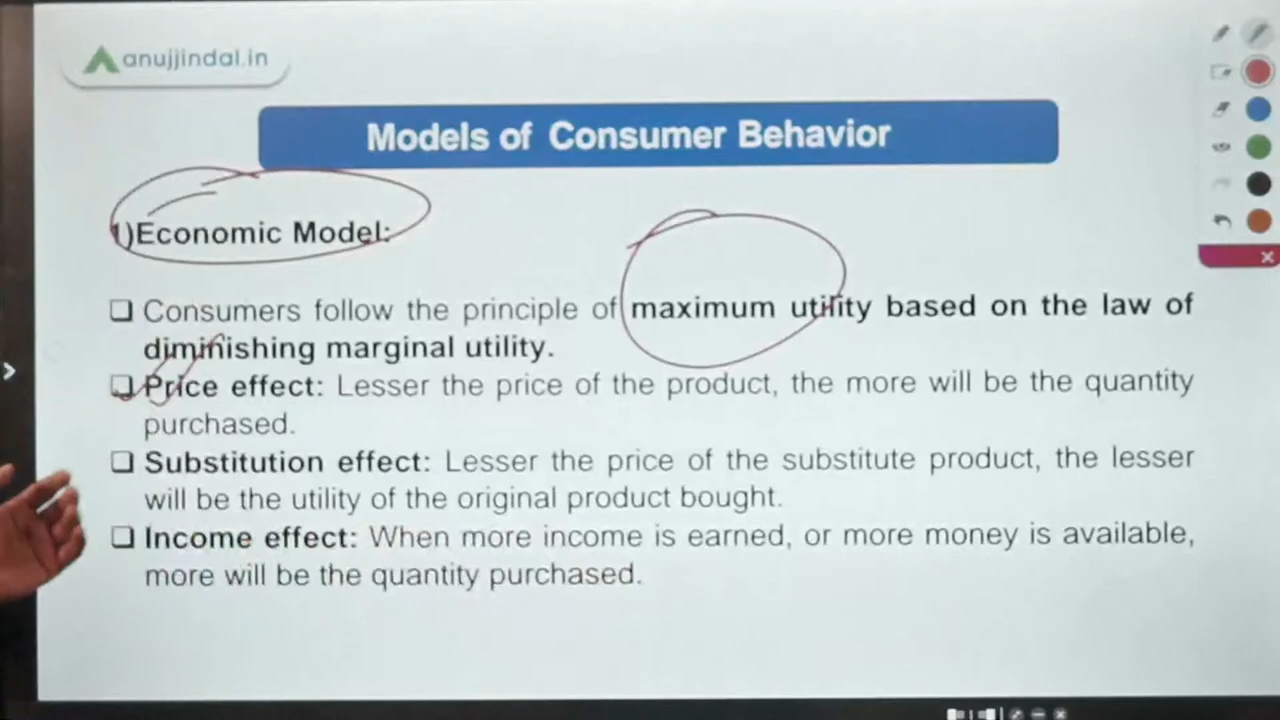 anujjindal.in
Models of Consumer Behavior
1)Economic Model:
❑ Consumers follow the principle of maximum utility based on the law of
diminishing marginal utility.
❑ Price effect: Lesser the price of the product, the more will be the quantity
purchased.
❑ Substitution effect: Lesser the price of the substitute product, the lesser
will be the utility of the original product bought.
❑ Income effect: When more income is earned, or more money is available,
more will be the quantity purchased.